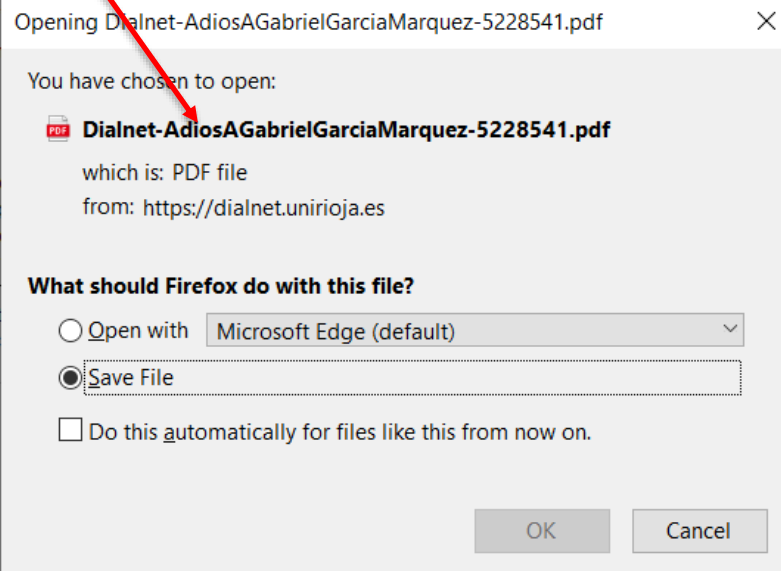 Opening Dialnet-AdiosAGabrielGarciaMarquez-5228541.pdf
You have chosen to open:
PDF Dialnet-AdiosAGabrielGarciaMarquez-5228541.pdf
which is: PDF file
from: https://dialnet.unirioja.es
What should Firefox do with this file?
Open with Microsoft Edge (default)
Save File
Do this automatically for files like this from now on.
OK Cancel